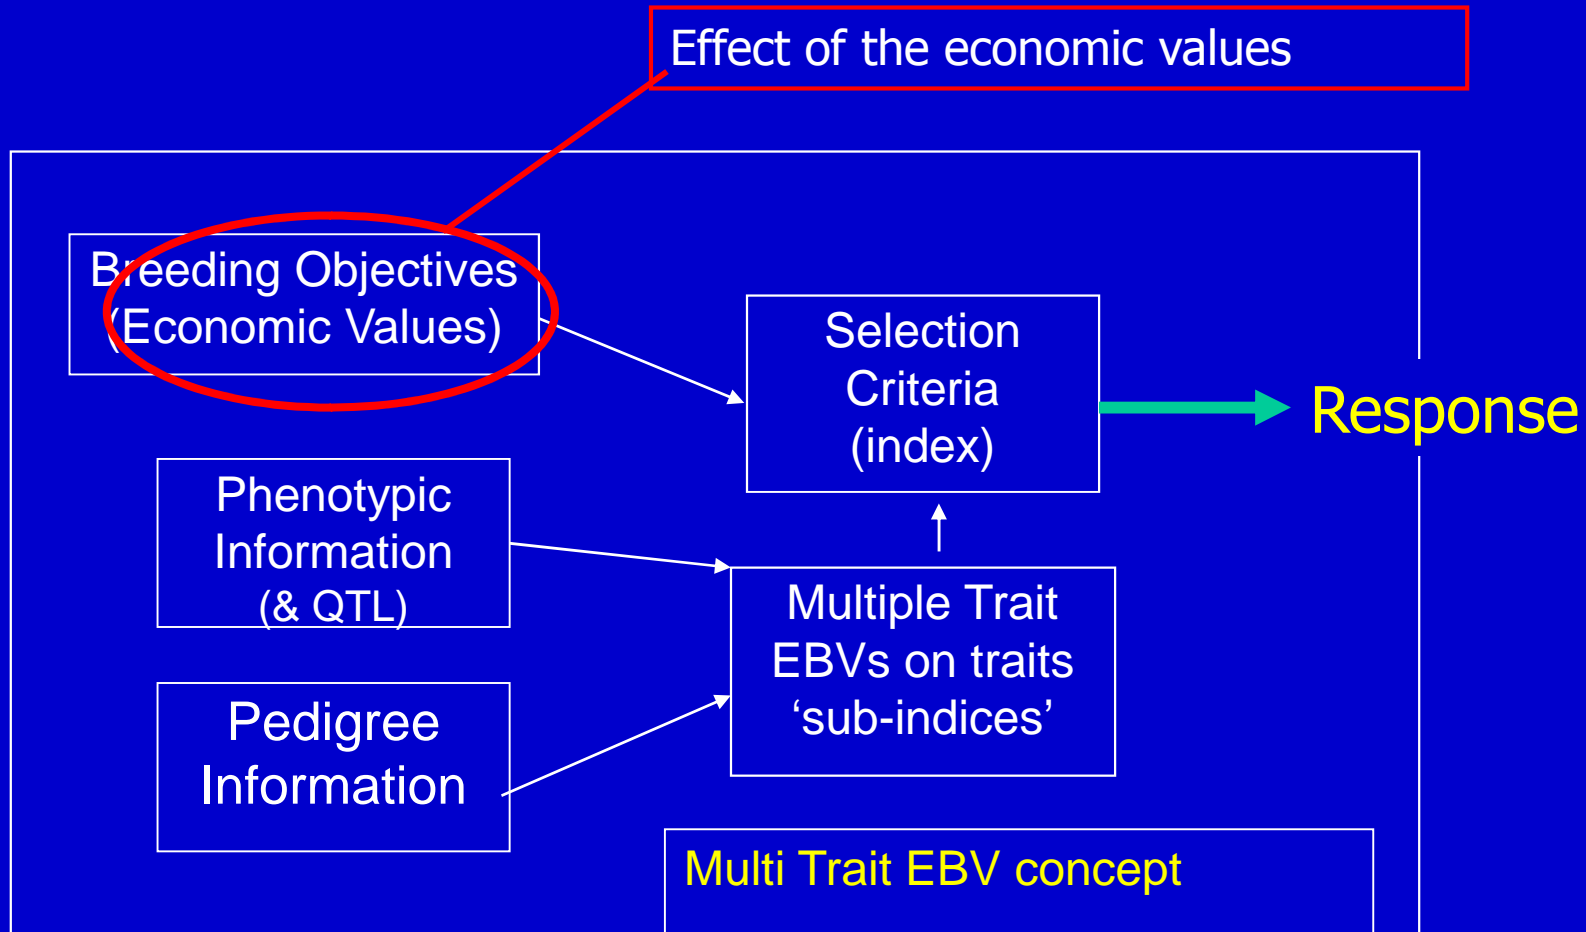 Effect of the economic values
Breeding Objectives
(Economic Values)
Selection
Criteria
(index)
Response
Phenotypic
Information
(& QTL)
Multiple Trait
EBVs on traits
‘sub-indices’
Pedigree
Information
Multi Trait EBV concept